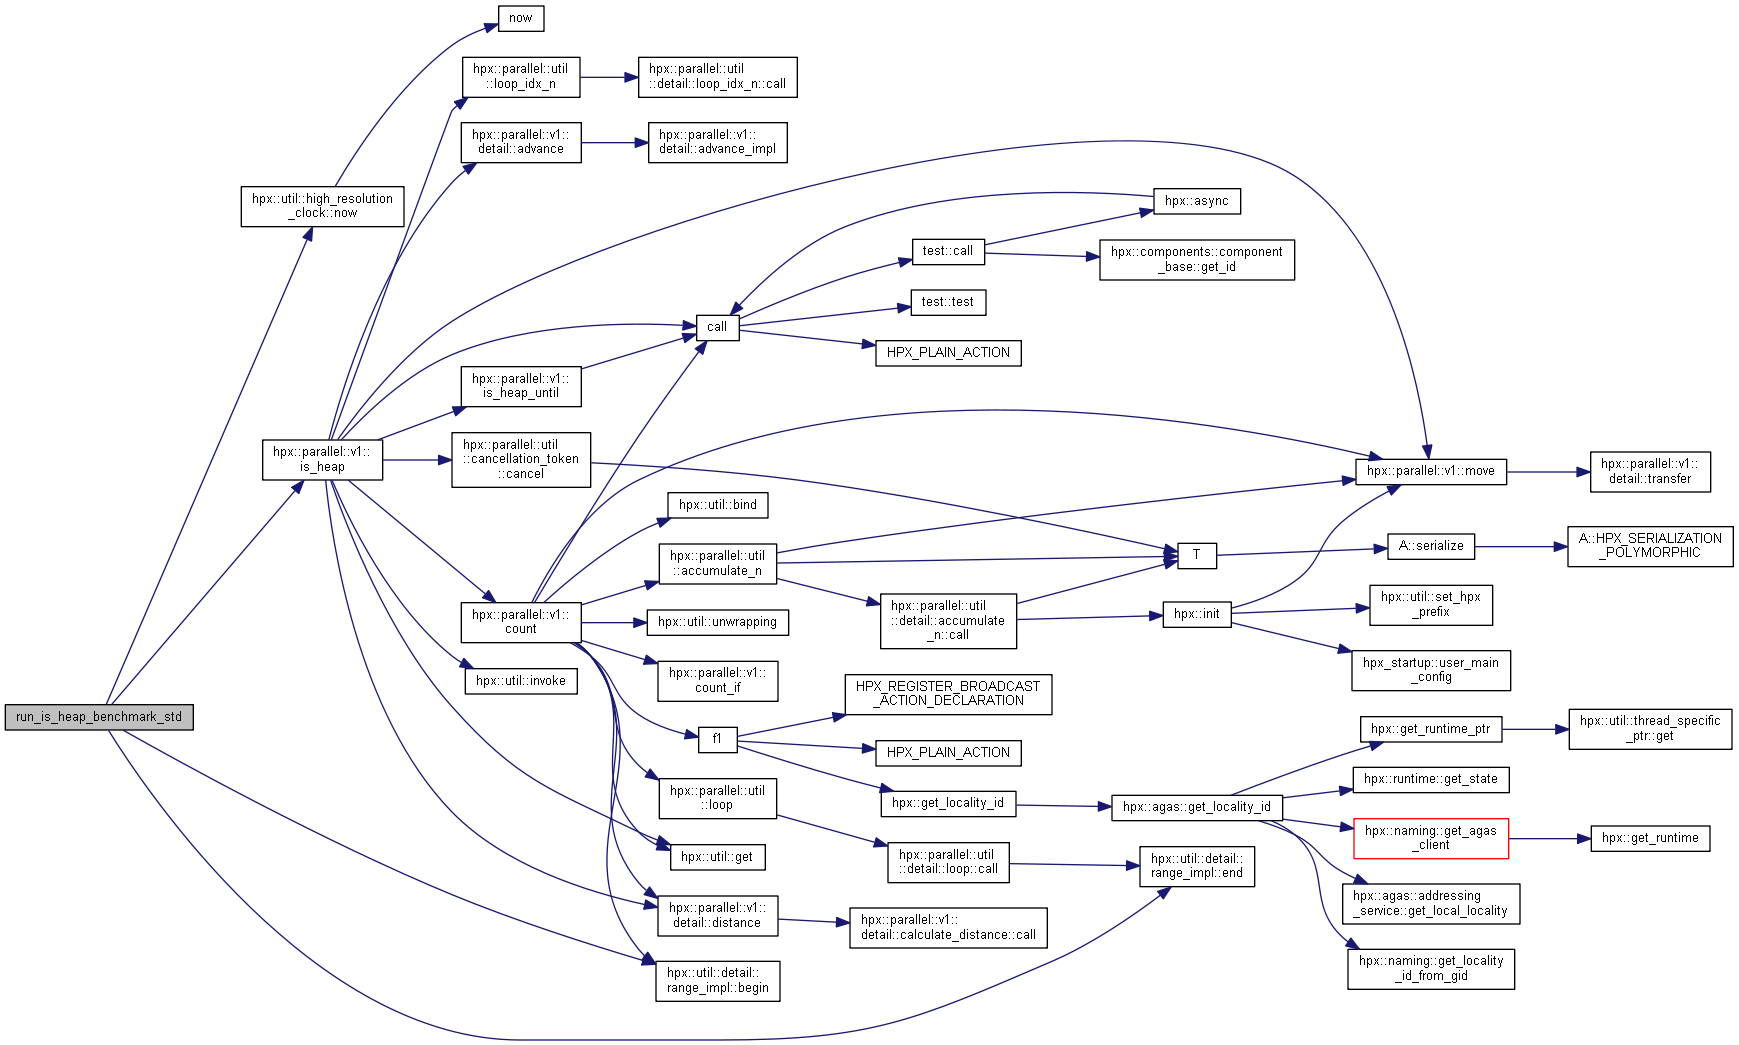 now
hpx::parallel::util
::loop_idx_n
hpx::parallel::util
::detail::loop_idx_n::call
hpx::parallel::v1::
detail::advance
hpx::parallel::v1::
detail::advance_impl
hpx::util::high_resolution
_clock::now
hpx::async
test::call
hpx::components::component
_base::get_id
test::test
call
HPX_PLAIN_ACTION
hpx::parallel::v1::
is_heap_until
hpx::parallel::v1::
is_heap
hpx::parallel::util
::cancellation_token
::cancel
hpx::parallel::v1::move
hpx::parallel::v1::
detail::transfer
hpx::util::bind
hpx::parallel::util
::accumulate_n
T
A::serialize
A::HPX_SERIALIZATION
_POLYMORPHIC
hpx::parallel::util
::detail::accumulate
_n::call
hpx::init
hpx::util::set_hpx
_prefix
hpx::parallel::v1::
count
hpx::util::unwrapping
hpx_startup::user_main
_config
hpx::parallel::v1::
count_if
hpx::util::invoke
HPX_REGISTER_BROADCAST
_ACTION_DECLARATION
run_is_heap_benchmark_std
f1
HPX_PLAIN_ACTION
hpx::get_runtime_ptr
hpx::util::thread_specific
_ptr::get
hpx::parallel::util
::loop
hpx::get_locality_id
hpx::agas::get_locality_id
hpx::runtime::get_state
hpx::naming::get_agas
_client
hpx::get_runtime
hpx::util::get
hpx::parallel::util
::detail::loop::call
hpx::util::detail::
range_impl::end
hpx::agas::addressing
_service::get_local_locality
hpx::parallel::v1::
detail::distance
hpx::parallel::v1::
detail::calculate_distance::call
hpx::util::detail::
range_impl::begin
hpx::naming::get_locality
_id_from_gid